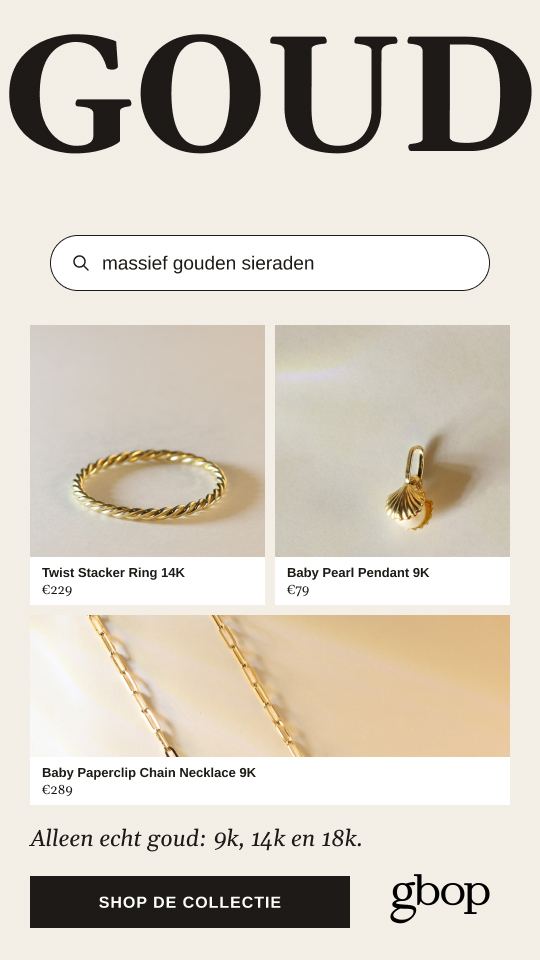 GOUD
massief gouden sieraden
Twist Stacker Ring 14K
€229
Baby Pearl Pendant 9K
€79
Baby Paperclip Chain Necklace 9K
€289
Alleen echt goud: 9k, 14k en 18k.
SHOP DE COLLECTIE
gbop